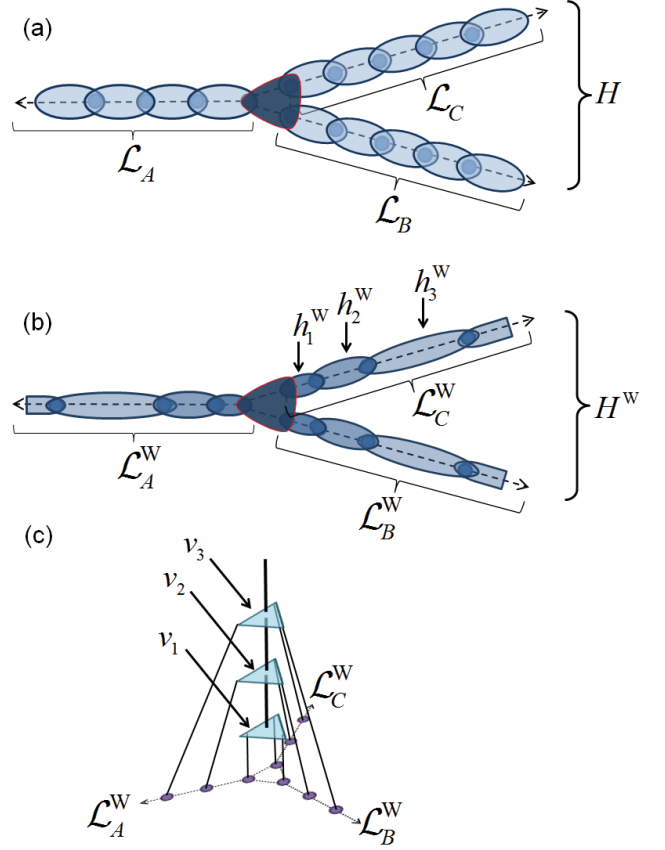 (a)
H
ℒ_C
ℒ_A
ℒ_B
(b)
h_1^W h_2^W h_3^W
H^W
ℒ_C^W
ℒ_A^W
ℒ_B^W
(c)
v_3
v_2
v_1
ℒ_C^W
ℒ_A^W
ℒ_B^W